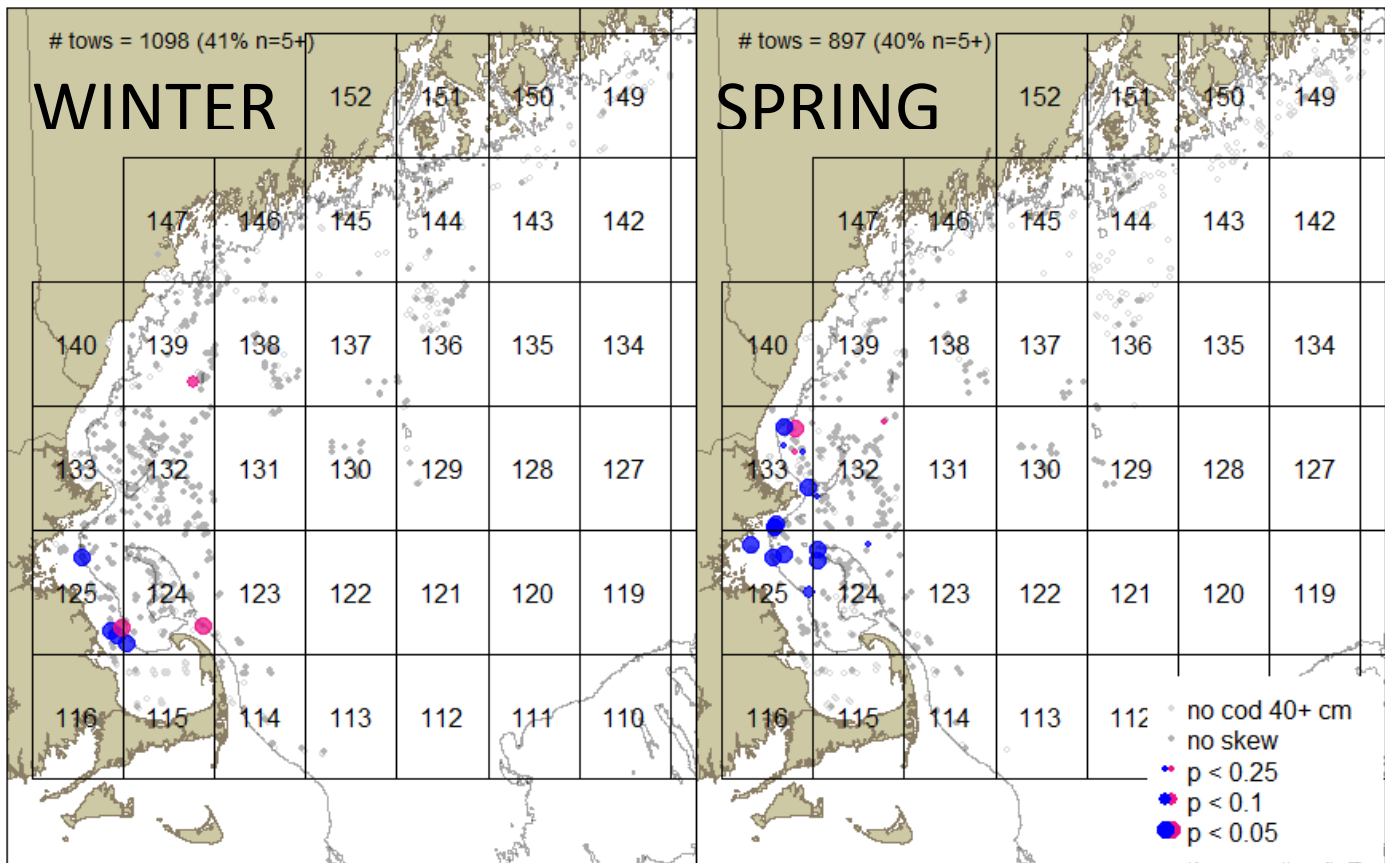 # tows = 1098 (41% n=5+)
WINTER
152 151 150 149
147 146 145 144 143 142
140 139 138 137 136 135 134
133 132 131 130 129 128 127
125 124 123 122 121 120 119
116 115 114 113 112 111 110
# tows = 897 (40% n=5+)
SPRING
152 151 150 149
147 146 145 144 143 142
140 139 138 137 136 135 134
133 132 131 130 129 128 127
125 124 123 122 121 120 119
116 115 114 113 112
no cod 40+ cm
no skew
p < 0.25
p < 0.1
p < 0.05